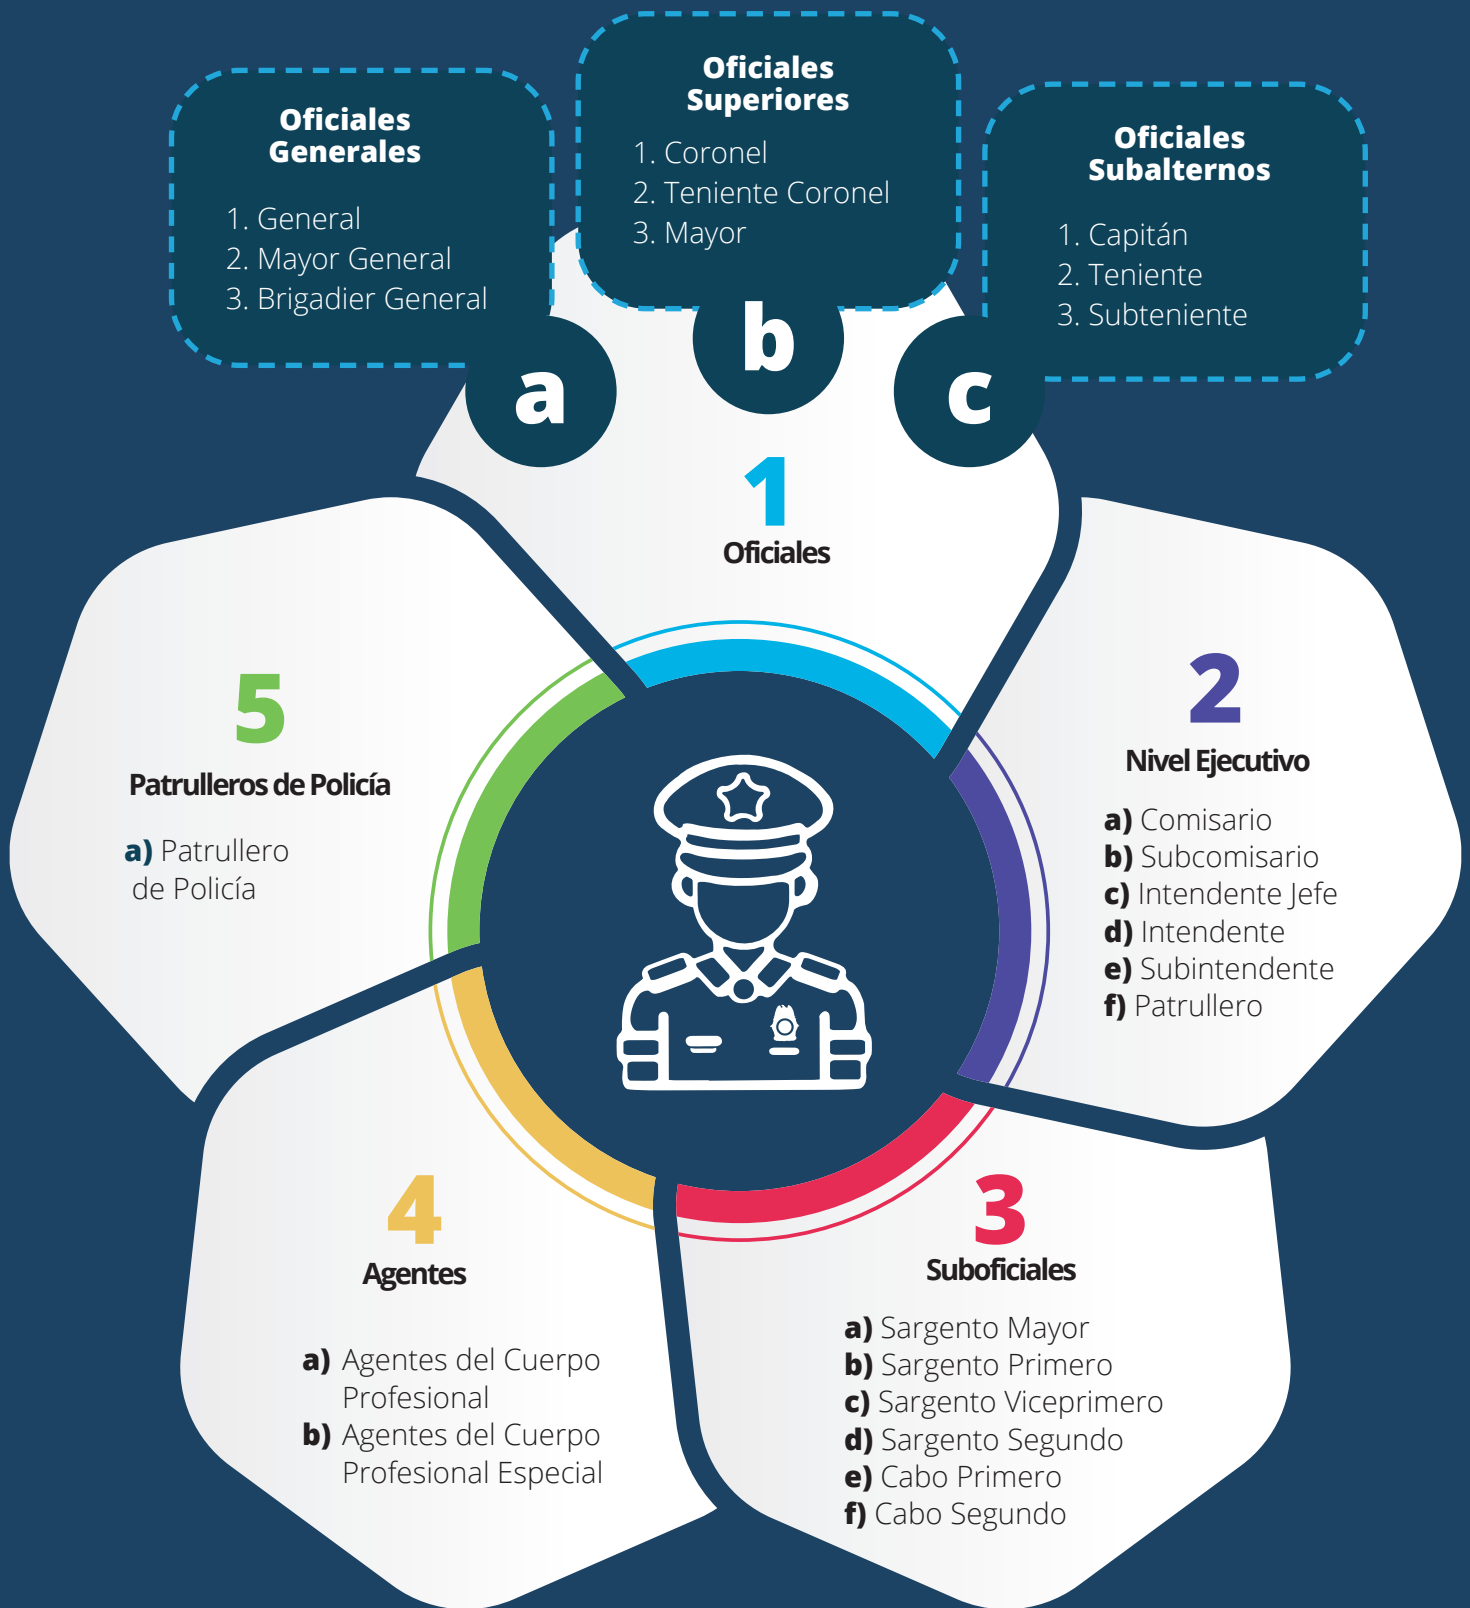 Oficiales
Generales
1. General
2. Mayor General
3. Brigadier General
a
Oficiales
Superiores
1. Coronel
2. Teniente Coronel
3. Mayor
b
Oficiales
Subalternos
1. Capitán
2. Teniente
3. Subteniente
c
1
Oficiales
2
Nivel Ejecutivo
a) Comisario
b) Subcomisario
c) Intendente Jefe
d) Intendente
e) Subintendente
f) Patrullero
3
Suboficiales
a) Sargento Mayor
b) Sargento Primero
c) Sargento Viceprimero
d) Sargento Segundo
e) Cabo Primero
f) Cabo Segundo
4
Agentes
a) Agentes del Cuerpo
Profesional
b) Agentes del Cuerpo
Profesional Especial
5
Patrulleros de Policía
a) Patrullero
de Policía